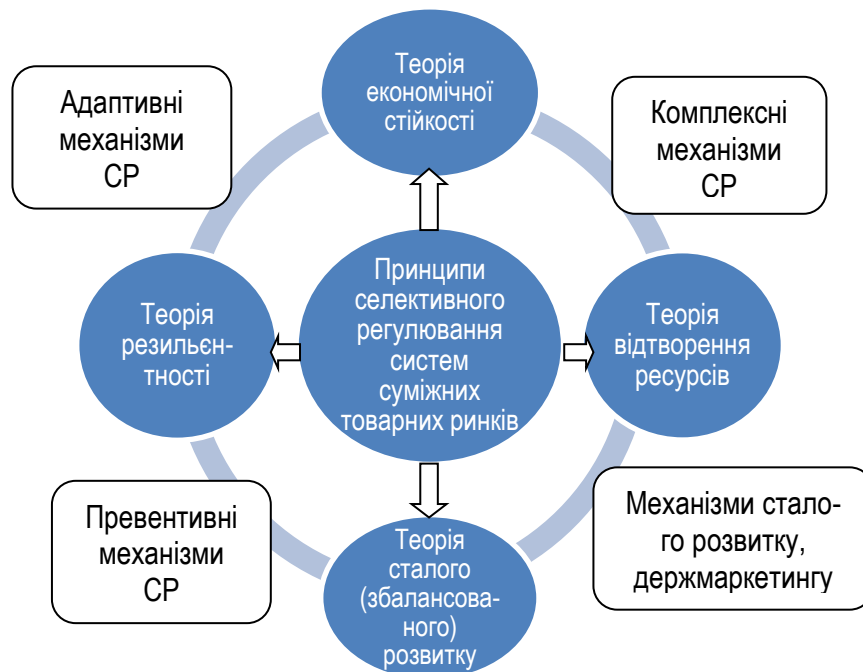 Теорія
економічної
стійкості
Адаптивні
механізми
СР
Комплексні
механізми
СР
Принципи
селективного
регулювання
систем
суміжних
товарних ринків
Теорія
резильєн-
тності
Теорія
відтворення
ресурсів
Превентивні
механізми
СР
Механізми стало-
го розвитку,
держмаркетингу
Теорія
сталого
(збалансова-
ного)
розвитку